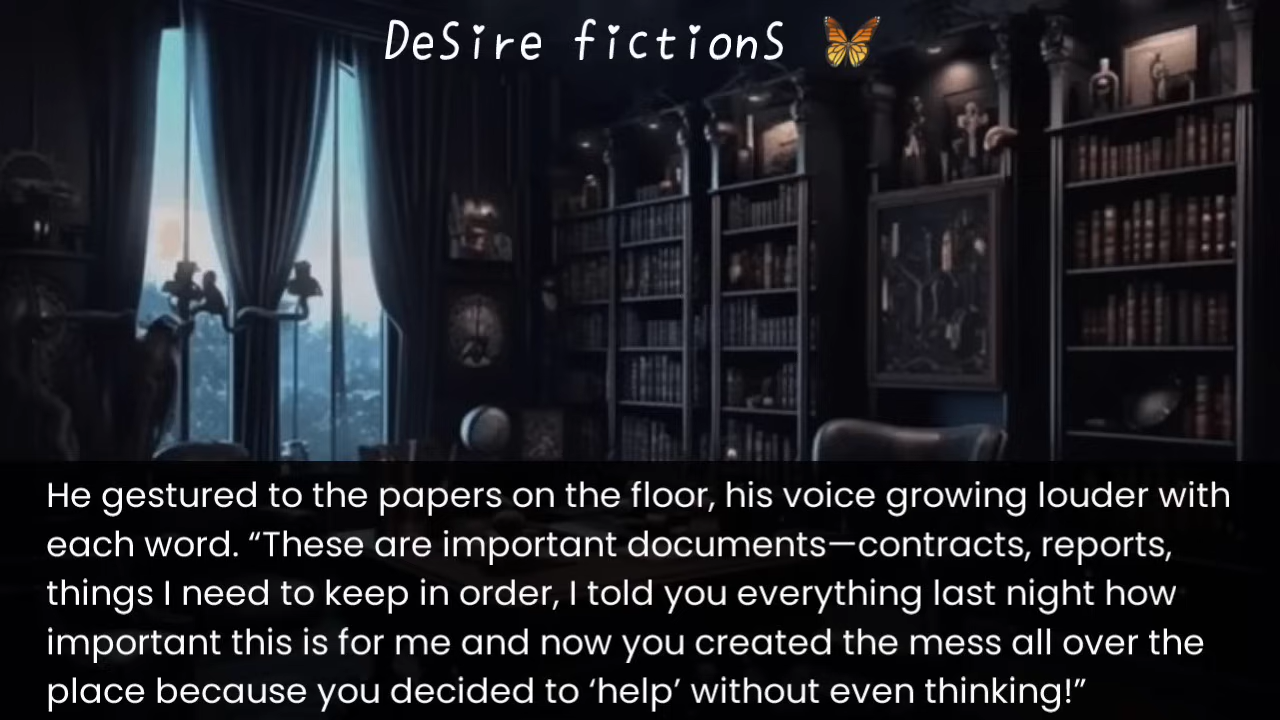 DeSire fictionS 🦋
He gestured to the papers on the floor, his voice growing louder with
each word. “These are important documents—contracts, reports,
things I need to keep in order, I told you everything last night how
important this is for me and now you created the mess all over the
place because you decided to ‘help’ without even thinking!”